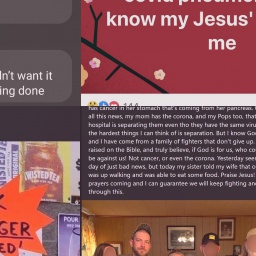 know my Jesus'
me
dn't want it
ing done
has cancer in her stomach that's coming from her pancreas.
all this news, my mom has the corona, and my Pops too, that
hospital is separating them even tho they have the same viru
the hardest things I can think of is separation. But I know Go
and I have come from a family of fighters that don't give up.
raised on the Bible, and truly believe, if God is for us, who co
be against us! Not cancer, or even the corona. Yesterday seer
day of just bad news, but today my sister told my wife that o
was up walking and was able to eat some food. Praise Jesus!
prayers coming and I can guarantee we will keep fighting and
through this.
TWISTED TEA
POUR
GER
ED!